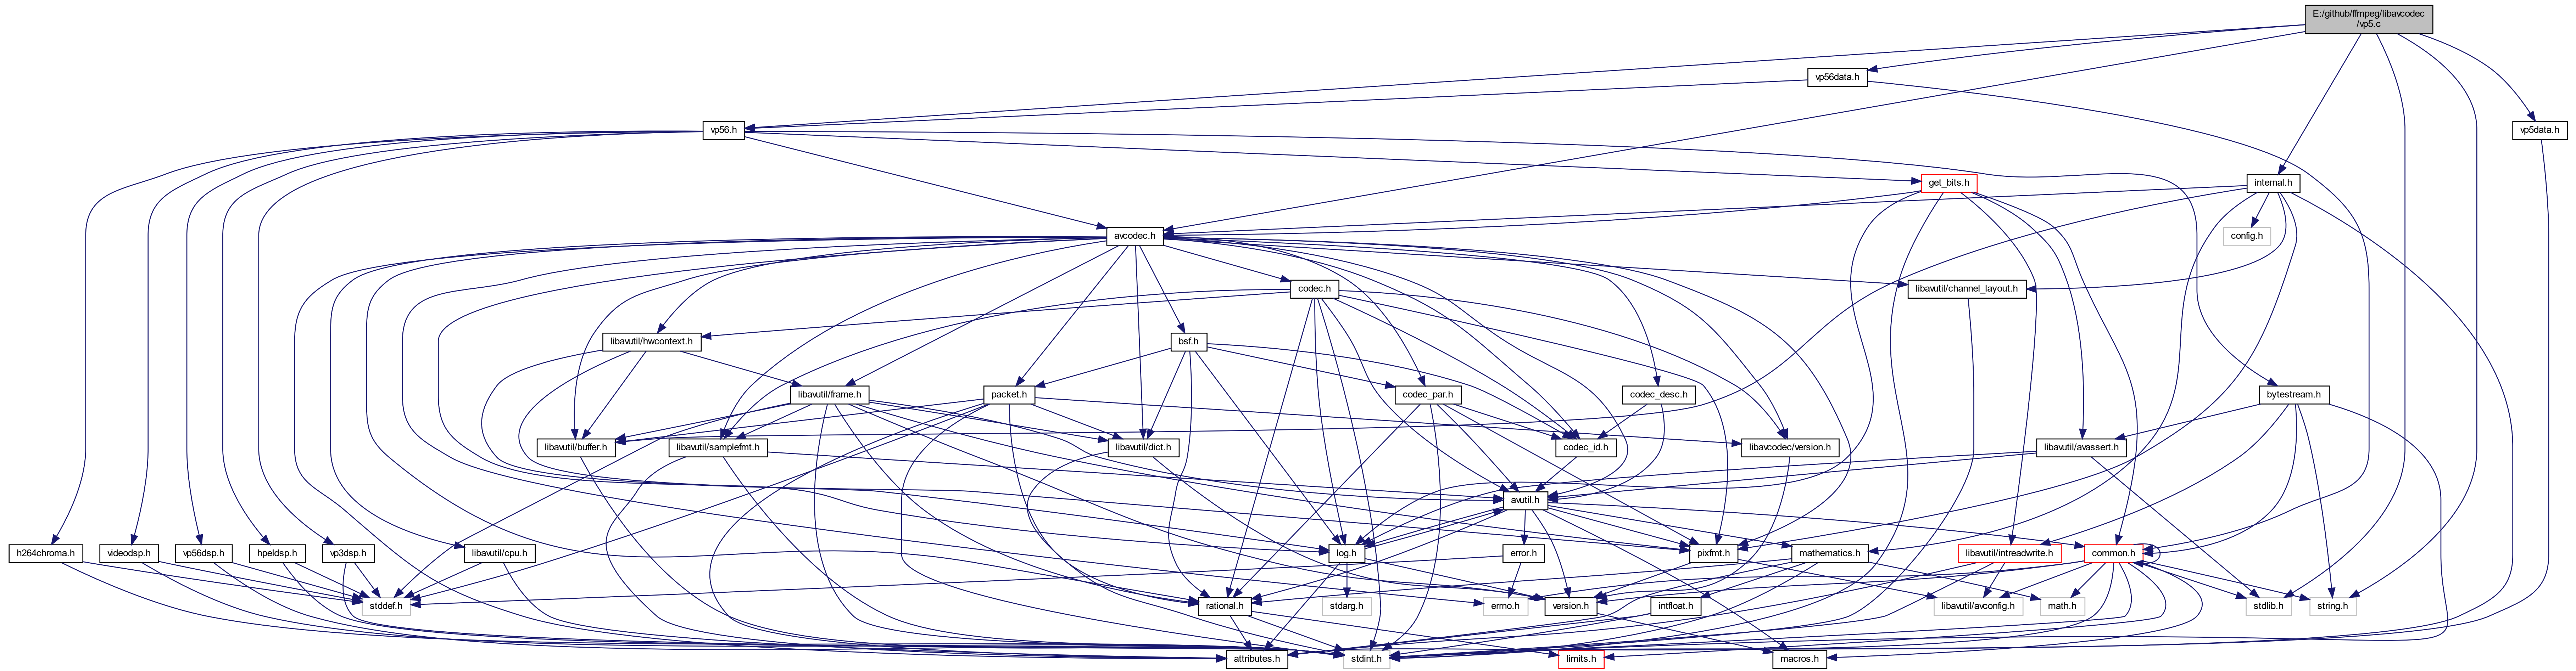 E:/github/ffmpeg/libavcodec
/vp5.c
vp56data.h
vp56.h
vp5data.h
get_bits.h
internal.h
avcodec.h
config.h
codec.h
libavutil/channel_layout.h
libavutil/hwcontext.h
bsf.h
libavutil/frame.h
packet.h
codec_par.h
codec_desc.h
bytestream.h
libavutil/buffer.h
libavutil/samplefmt.h
libavutil/dict.h
codec_id.h
libavcodec/version.h
libavutil/avassert.h
avutil.h
h264chroma.h
videodsp.h
vp56dsp.h
hpeldsp.h
vp3dsp.h
libavutil/cpu.h
log.h
error.h
pixfmt.h
mathematics.h
libavutil/intreadwrite.h
common.h
stddef.h
rational.h
stdarg.h
errno.h
version.h
intfloat.h
libavutil/avconfig.h
math.h
stdlib.h
string.h
attributes.h
stdint.h
limits.h
macros.h